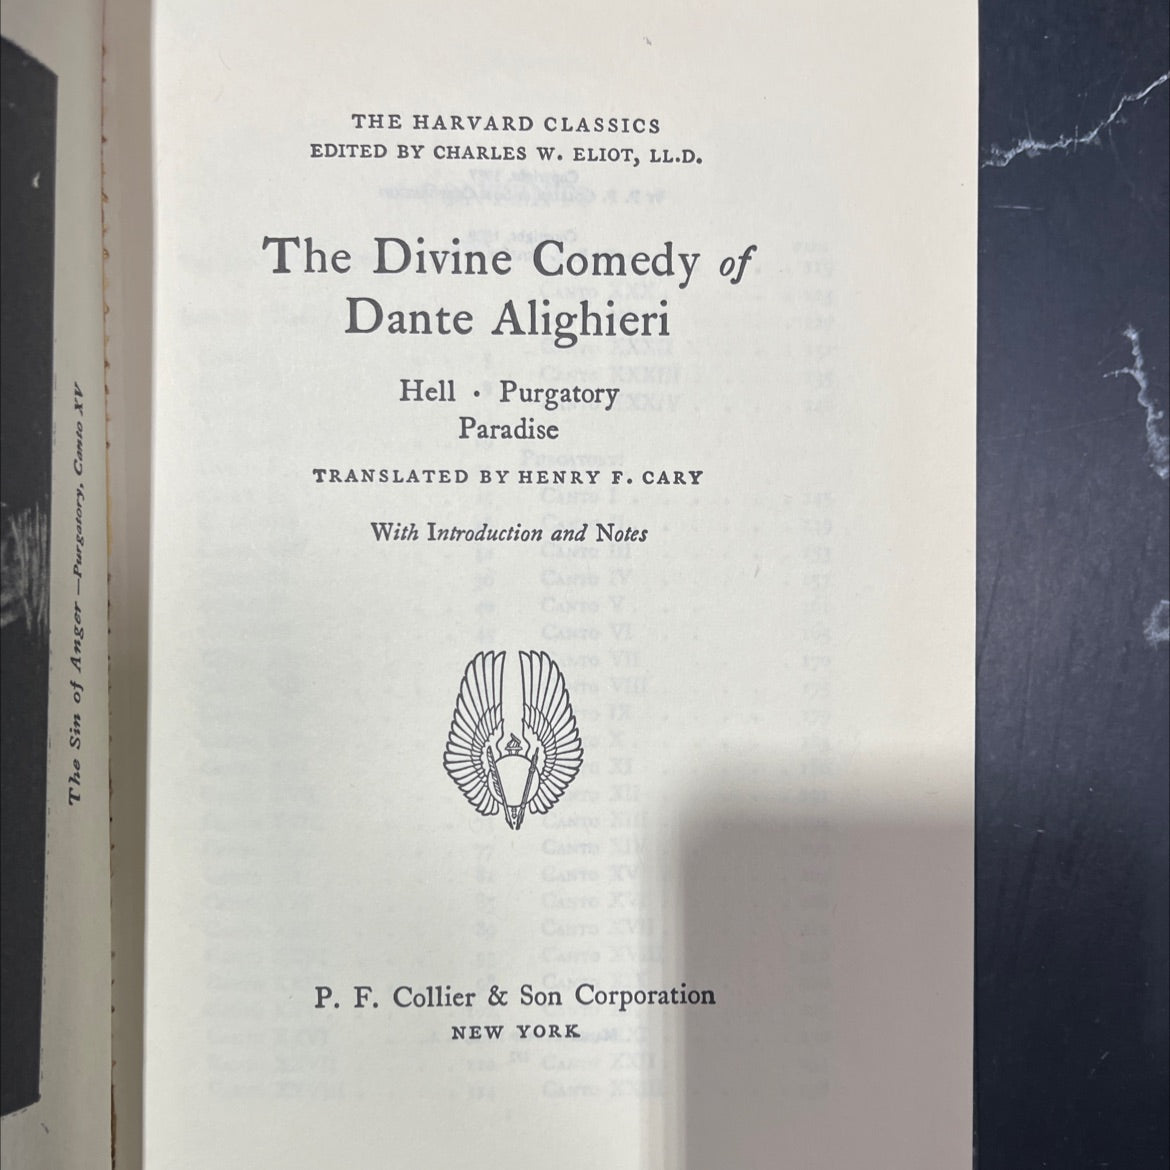 The Sin of Anger —Purgatory, Canto XV
THE HARVARD CLASSICS
EDITED BY CHARLES W. ELIOT, LL.D.
The Divine Comedy of
Dante Alighieri
Hell · Purgatory
Paradise
TRANSLATED BY HENRY F. CARY
With Introduction and Notes
P. F. Collier & Son Corporation
NEW YORK